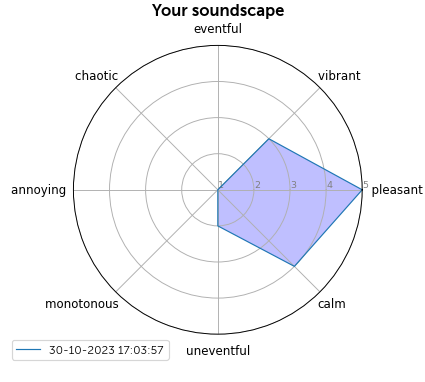 Your soundscape
eventful
chaotic
vibrant
annoying
1
2
3
4
5
pleasant
monotonous
calm
uneventful
30-10-2023 17:03:57